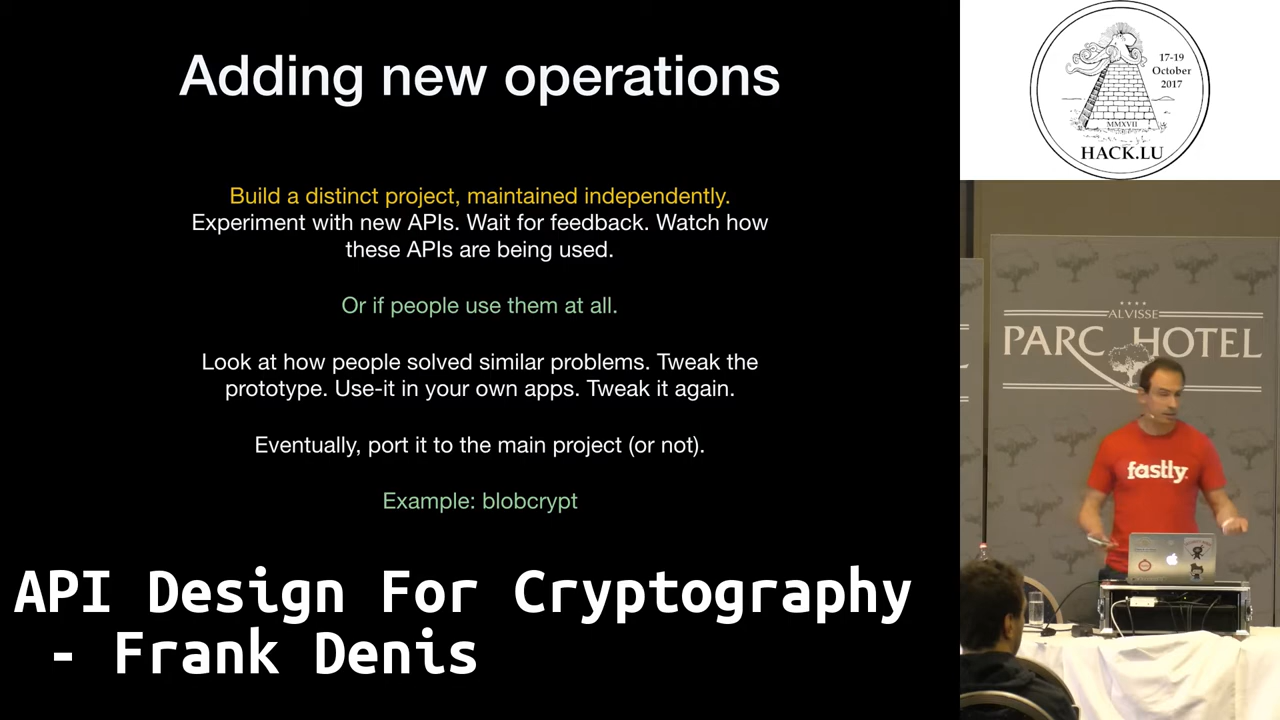 Adding new operations
Build a distinct project, maintained independently.
Experiment with new APIs. Wait for feedback. Watch how
these APIs are being used.
Or if people use them at all.
Look at how people solved similar problems. Tweak the
prototype. Use-it in your own apps. Tweak it again.
Eventually, port it to the main project (or not).
Example: blobcrypt
API Design For Cryptography
- Frank Denis
17-19
October
2017
MMXVII
HACK.LU
ALVISSE
PARC HOTEL
fastly.